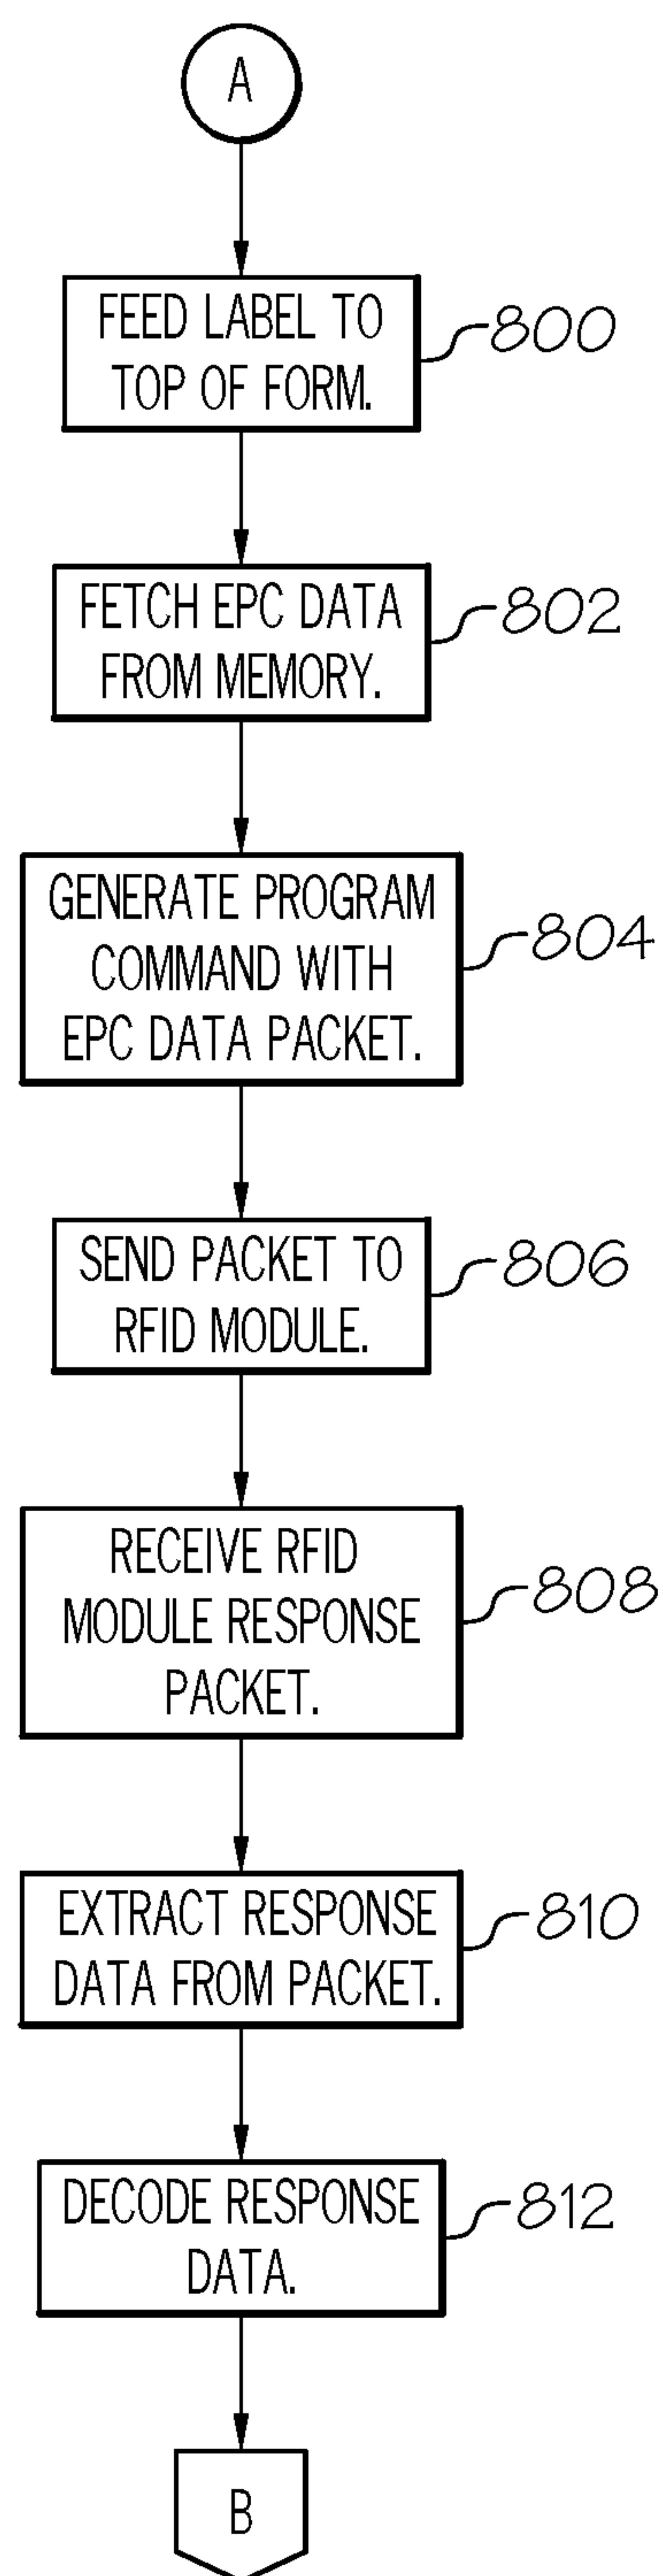 A
FEED LABEL TO
TOP OF FORM.
800
FETCH EPC DATA
FROM MEMORY.
802
GENERATE PROGRAM
COMMAND WITH
EPC DATA PACKET.
804
SEND PACKET TO
RFID MODULE.
806
RECEIVE RFID
MODULE RESPONSE
PACKET.
808
EXTRACT RESPONSE
DATA FROM PACKET.
810
DECODE RESPONSE
DATA.
812
B